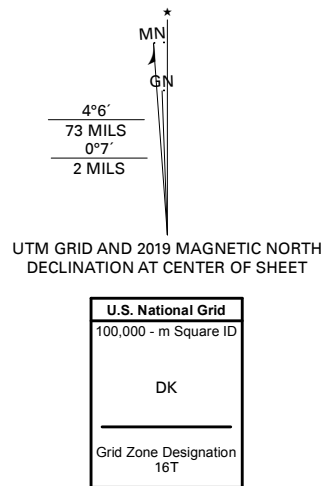 ★
MN
GN
4°6´
73 MILS
0°7´
2 MILS
UTM GRID AND 2019 MAGNETIC NORTH
DECLINATION AT CENTER OF SHEET
U.S. National Grid
100,000 - m Square ID
DK
Grid Zone Designation
16T